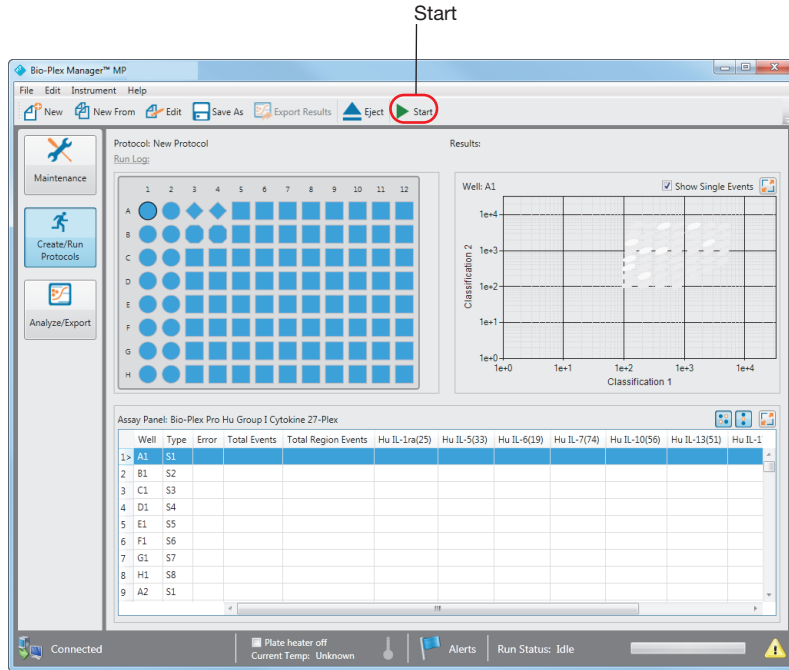 Start
Bio-Plex Manager™ MP
File Edit Instrument Help
New New From Edit Save As Export Results Eject Start
Maintenance
Create/Run
Protocols
Analyze/Export
Protocol: New Protocol
Run Log:
1 2 3 4 5 6 7 8 9 10 11 12
A
B
C
D
E
F
G
H
Results:
Well: A1 Show Single Events
1e+4
1e+3
1e+2
1e+1
1e+0
Classification 2
1e+0 1e+1 1e+2 1e+3 1e+4
Classification 1
Assay Panel: Bio-Plex Pro Hu Group I Cytokine 27-Plex
Well Type Error Total Events Total Region Events Hu IL-1ra(25) Hu IL-5(33) Hu IL-6(19) Hu IL-7(74) Hu IL-10(56) Hu IL-13(51) Hu IL-1
1> A1 S1
2 B1 S2
3 C1 S3
4 D1 S4
5 E1 S5
6 F1 S6
7 G1 S7
8 H1 S8
9 A2 S1
Connected
Plate heater off
Current Temp: Unknown
Alerts
Run Status: Idle